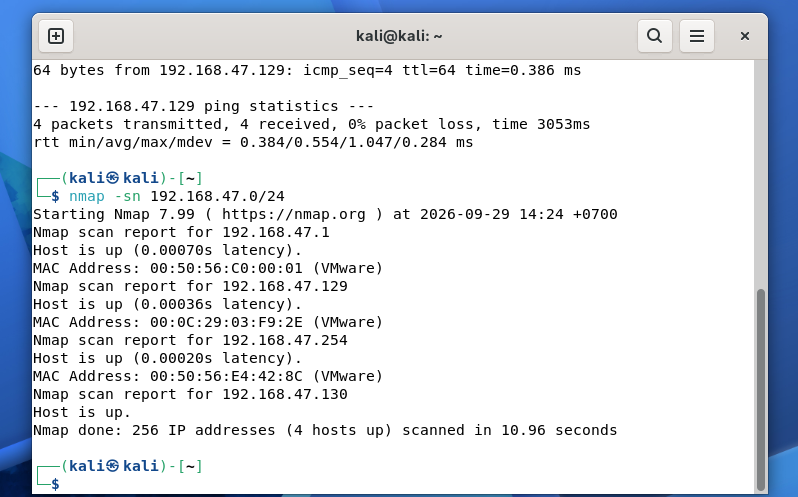 kali@kali: ~
64 bytes from 192.168.47.129: icmp_seq=4 ttl=64 time=0.386 ms
--- 192.168.47.129 ping statistics ---
4 packets transmitted, 4 received, 0% packet loss, time 3053ms
rtt min/avg/max/mdev = 0.384/0.554/1.047/0.284 ms
┌──(kali㉿kali)-[~]
└─$ nmap -sn 192.168.47.0/24
Starting Nmap 7.99 ( https://nmap.org ) at 2026-09-29 14:24 +0700
Nmap scan report for 192.168.47.1
Host is up (0.00070s latency).
MAC Address: 00:50:56:C0:00:01 (VMware)
Nmap scan report for 192.168.47.129
Host is up (0.00036s latency).
MAC Address: 00:0C:29:03:F9:2E (VMware)
Nmap scan report for 192.168.47.254
Host is up (0.00020s latency).
MAC Address: 00:50:56:E4:42:8C (VMware)
Nmap scan report for 192.168.47.130
Host is up.
Nmap done: 256 IP addresses (4 hosts up) scanned in 10.96 seconds
┌──(kali㉿kali)-[~]
└─$